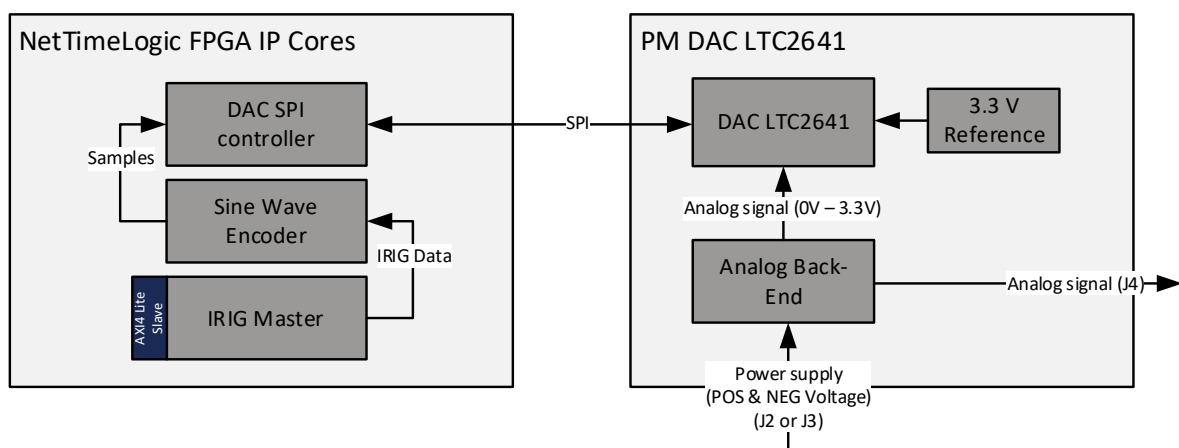 NetTimeLogic FPGA IP Cores
DAC SPI
controller
Samples
Sine Wave
Encoder
IRIG Data
AXI4 Lite
Slave
IRIG Master
SPI
PM DAC LTC2641
DAC LTC2641
3.3 V
Reference
Analog signal (0V – 3.3V)
Analog Back-
End
Analog signal (J4)
Power supply
(POS & NEG Voltage)
(J2 or J3)